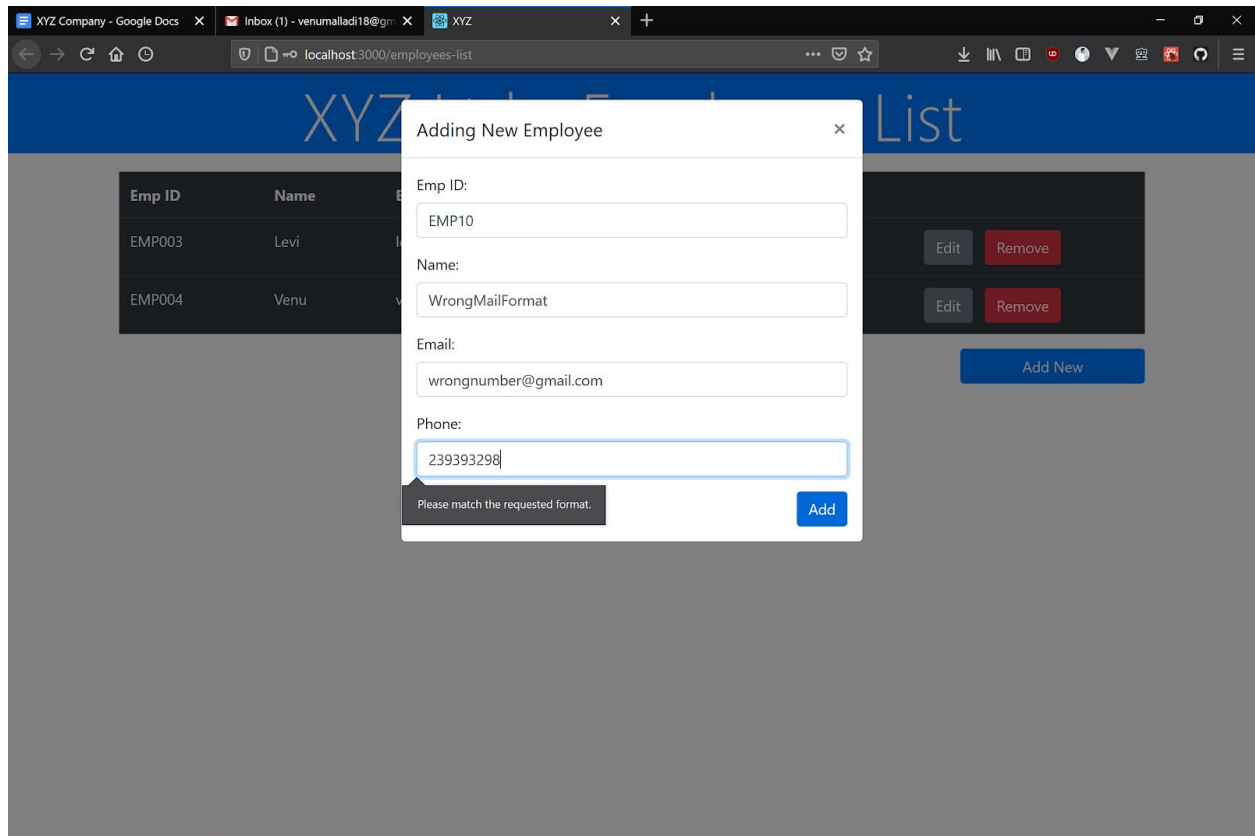 XYZ Company - Google Docs
Inbox (1) - venumalladi18@gm
XYZ
localhost:3000/employees-list
XYZ List
Adding New Employee
Emp ID:
EMP10
Name:
WrongMailFormat
Email:
wrongnumber@gmail.com
Phone:
239393298
Please match the requested format.
Add
Emp ID Name
EMP003 Levi Edit Remove
EMP004 Venu Edit Remove
Add New